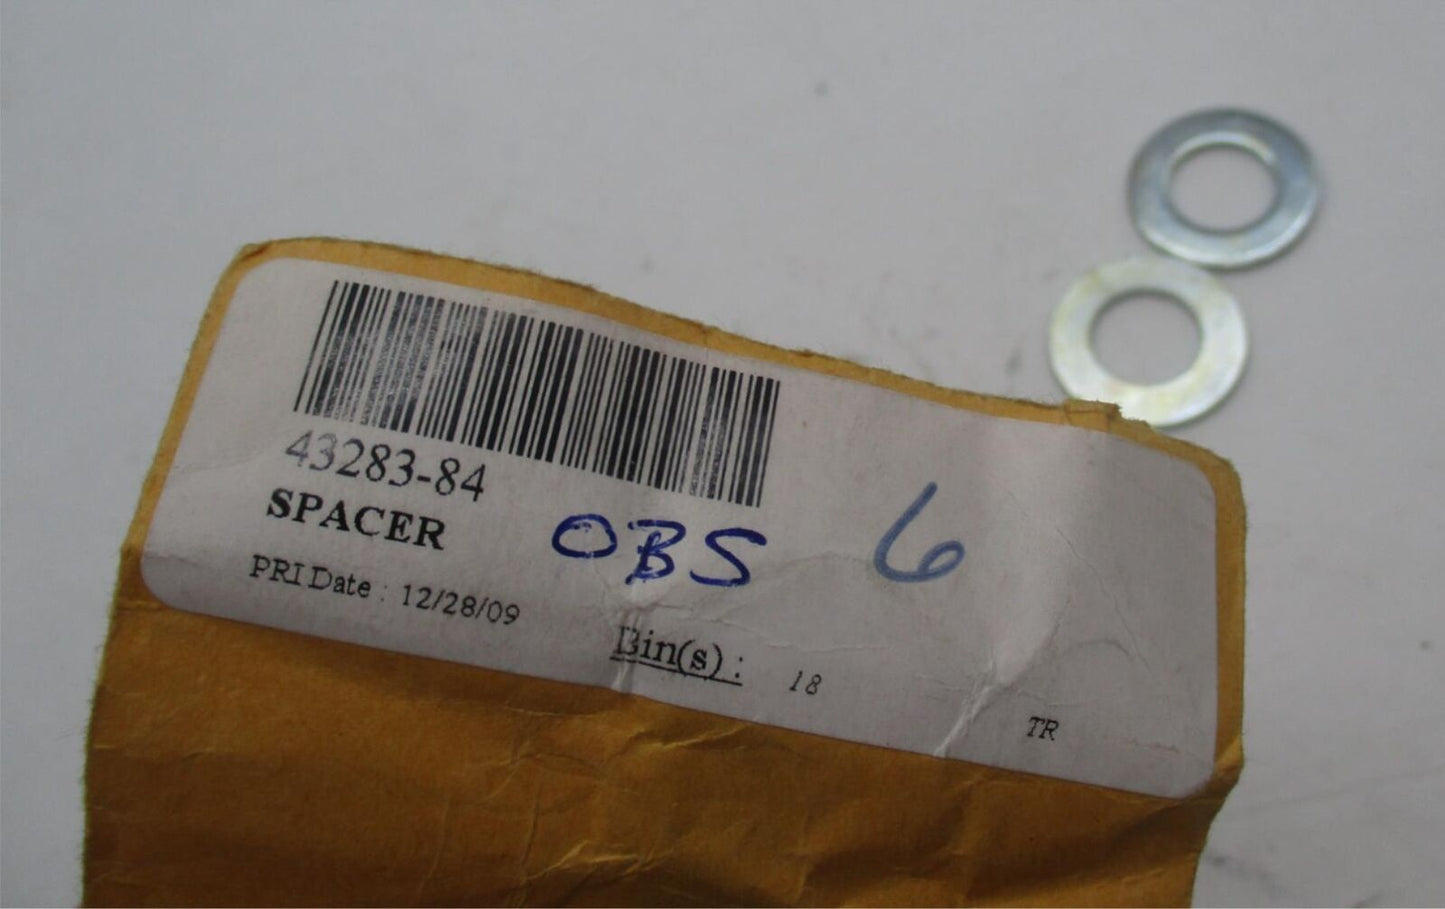 43283-84
SPACER
OBS 6
PRI Date : 12/28/09
Bin(s) : 18
TR